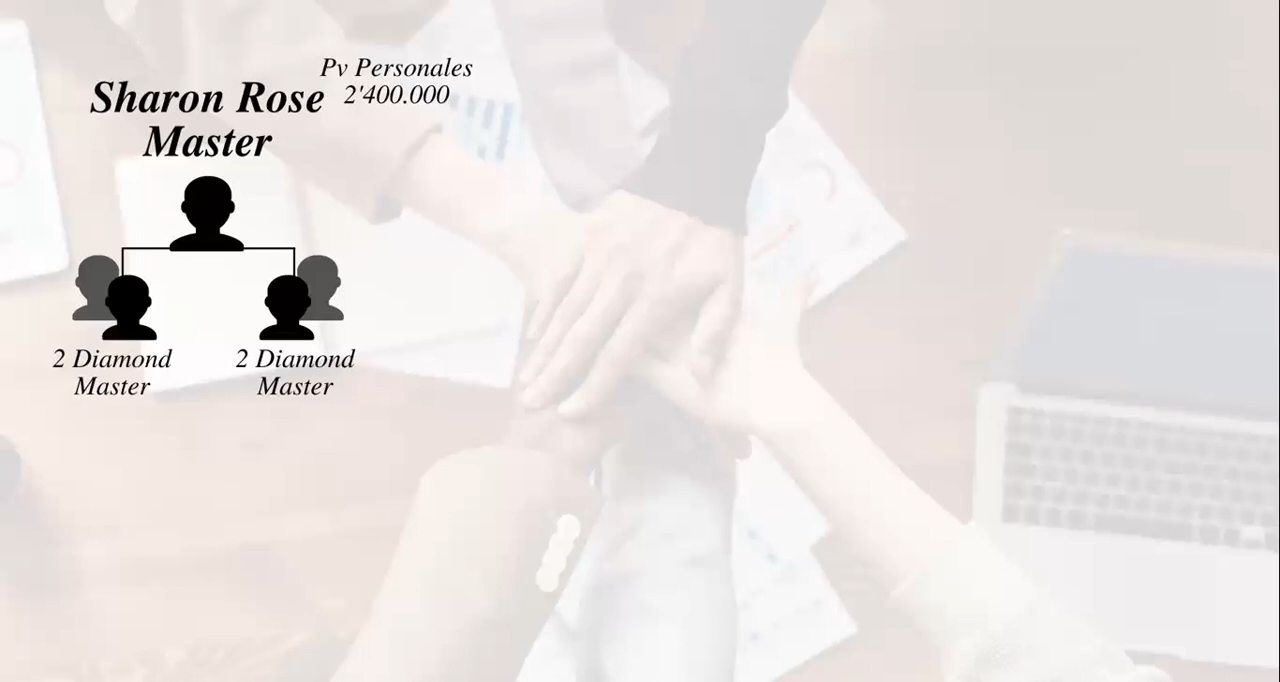 Pv Personales
2'400.000
Sharon Rose
Master
2 Diamond
Master
2 Diamond
Master